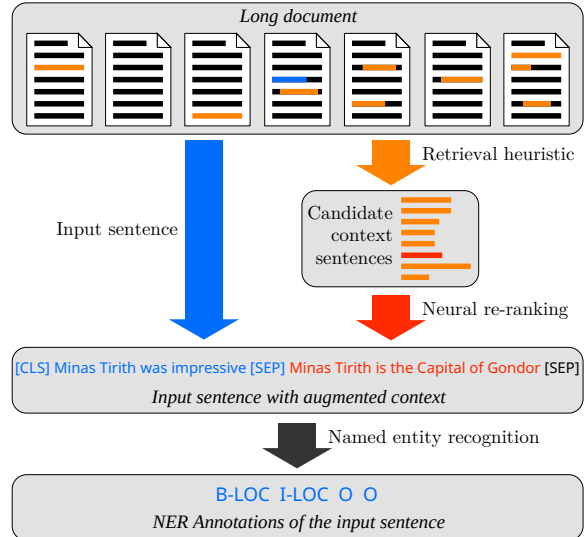 Long document
Retrieval heuristic
Input sentence
Candidate
context
sentences
Neural re-ranking
[CLS] Minas Tirith was impressive [SEP] Minas Tirith is the Capital of Gondor [SEP]
Input sentence with augmented context
Named entity recognition
B-LOC I-LOC O O
NER Annotations of the input sentence